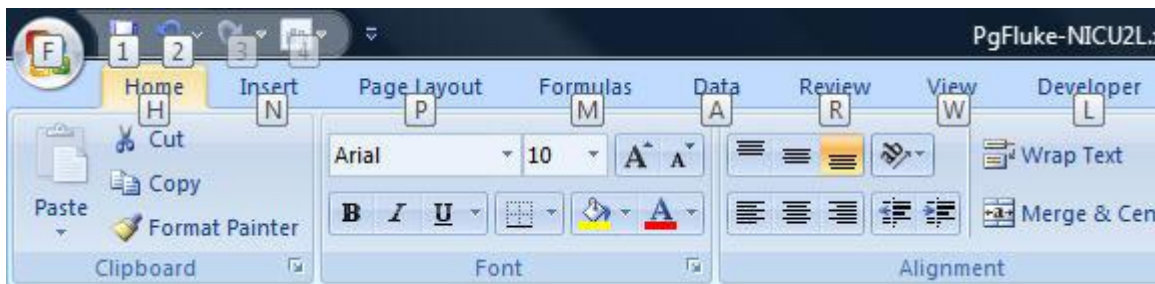 PgFluke-NICU2L.
F 1 2 3 4
Home Insert Page Layout Formulas Data Review View Developer
H N P M A R W L
Cut
Arial 10 A A Wrap Text
Copy
Paste B I U A a Merge & Cen
Format Painter
Clipboard Font Alignment